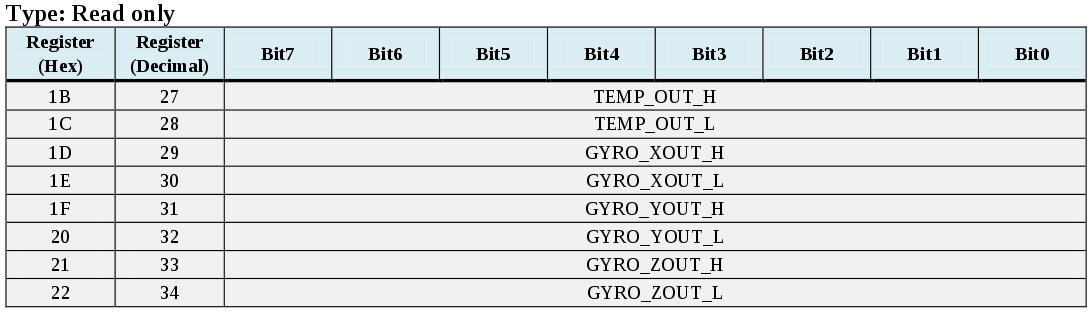 Type: Read only
Register (Hex) Register (Decimal) Bit7 Bit6 Bit5 Bit4 Bit3 Bit2 Bit1 Bit0
1B 27 TEMP_OUT_H
1C 28 TEMP_OUT_L
1D 29 GYRO_XOUT_H
1E 30 GYRO_XOUT_L
1F 31 GYRO_YOUT_H
20 32 GYRO_YOUT_L
21 33 GYRO_ZOUT_H
22 34 GYRO_ZOUT_L